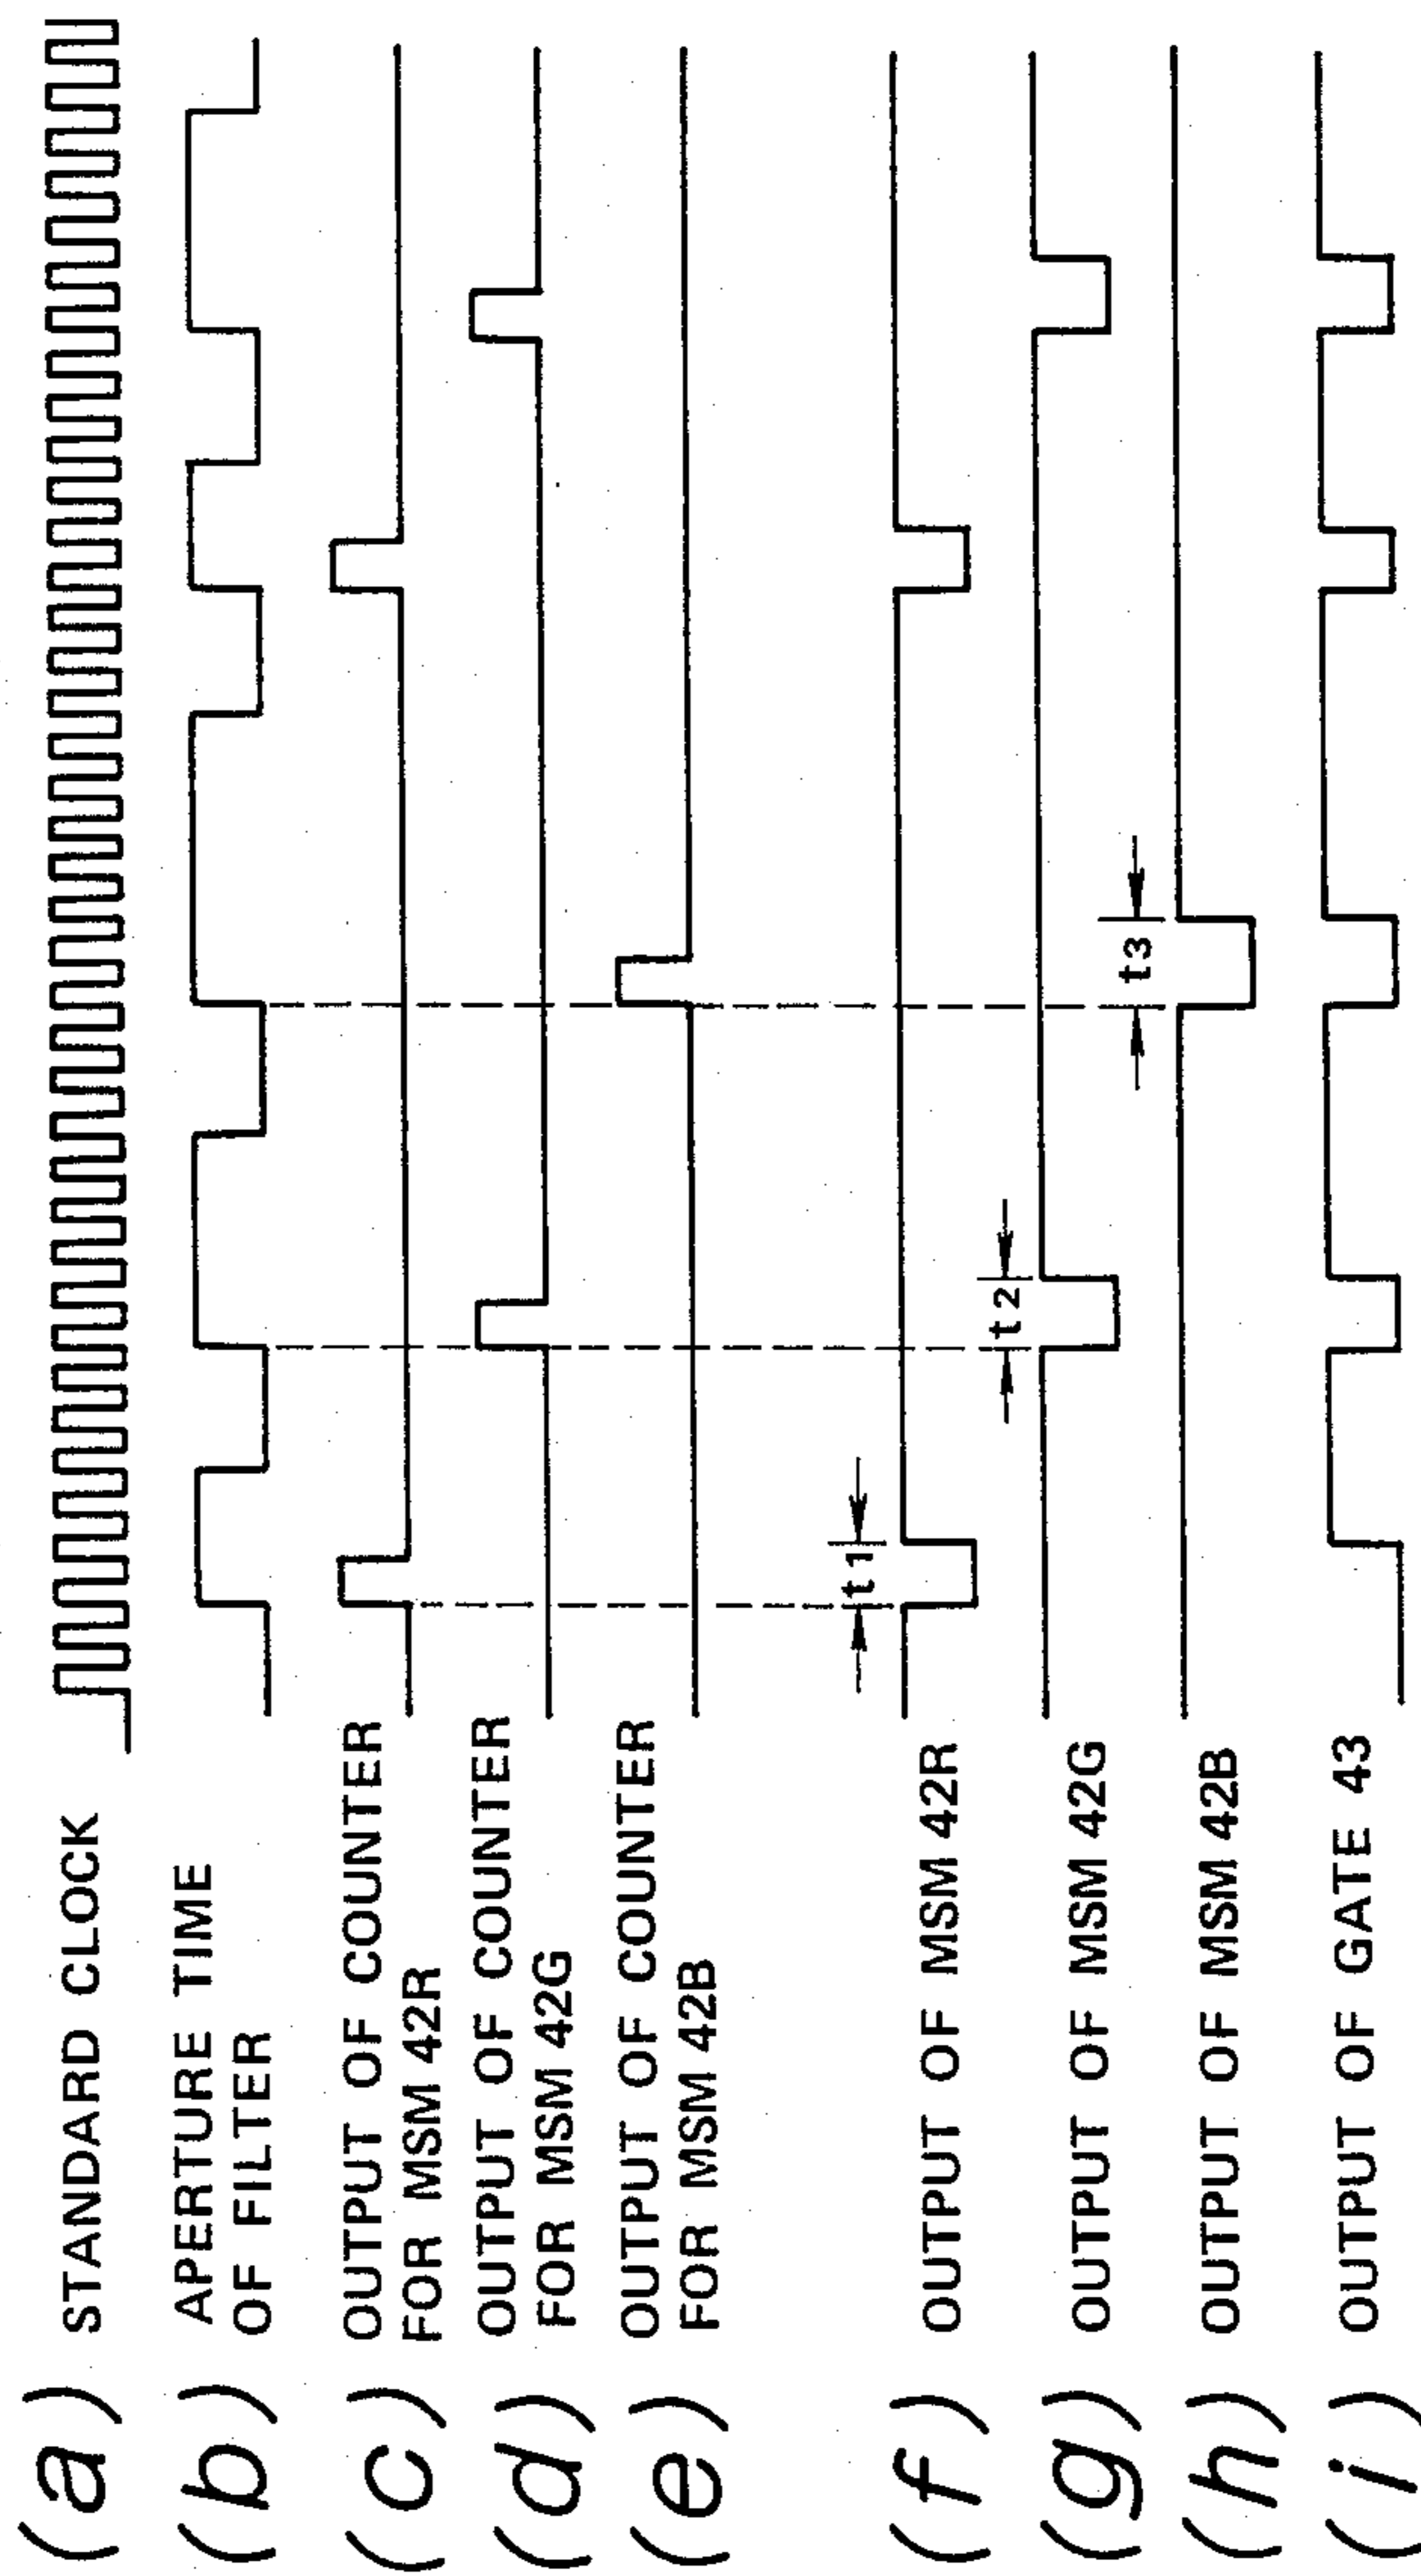 (a) STANDARD CLOCK
(b) APERTURE TIME
OF FILTER
(c) OUTPUT OF COUNTER
FOR MSM 42R
(d) OUTPUT OF COUNTER
FOR MSM 42G
(e) OUTPUT OF COUNTER
FOR MSM 42B
(f) OUTPUT OF MSM 42R
t1
(g) OUTPUT OF MSM 42G
t2
(h) OUTPUT OF MSM 42B
t3
(i) OUTPUT OF GATE 43